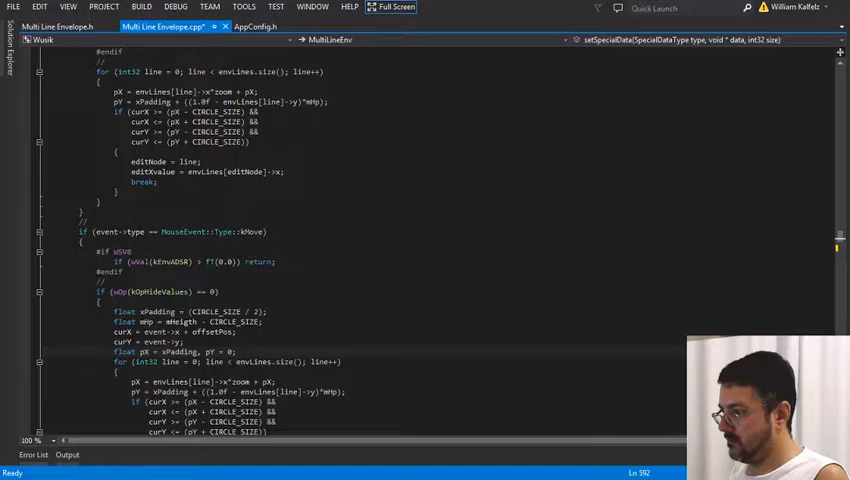 FILE EDIT VIEW PROJECT BUILD DEBUG TEAM TOOLS TEST ANALYZE WINDOW HELP Full Screen Quick Launch William Kalfelz
Multi Line Envelope.h Multi Line Envelope.cpp* AppConfig.h
Solution Explorer
Wusik MultiLineEnv setSpecialData(SpecialDataType type, void * data, int32 size)
#endif
//
for (int32 line = 0; line < envLines.size(); line++)
{
pX = envLines[line]->x*zoom + pX;
pY = xPadding + ((1.0f - envLines[line]->y)*mHp);
if (curX >= (pX - CIRCLE_SIZE) &&
curX <= (pX + CIRCLE_SIZE) &&
curY >= (pY - CIRCLE_SIZE) &&
curY <= (pY + CIRCLE_SIZE))
{
editNode = line;
editXvalue = envLines[editNode]->x;
break;
}
}
}
//
if (event->type == MouseEvent::Type::kMove)
{
#if WSV8
if (wVal(kEnvADSR) > fT(0.0)) return;
#endif
//
if (wOp(kOpHideValues) == 0)
{
float xPadding = (CIRCLE_SIZE / 2);
float mHp = mHeigth - CIRCLE_SIZE;
curX = event->x + offsetPos;
curY = event->y;
float pX = xPadding, pY = 0;
for (int32 line = 0; line < envLines.size(); line++)
{
pX = envLines[line]->x*zoom + pX;
pY = xPadding + ((1.0f - envLines[line]->y)*mHp);
if (curX >= (pX - CIRCLE_SIZE) &&
curX <= (pX + CIRCLE_SIZE) &&
curY >= (pY - CIRCLE_SIZE) &&
curY <= (pY + CIRCLE_SIZE))
100 %
Error List Output
Ready Ln 592